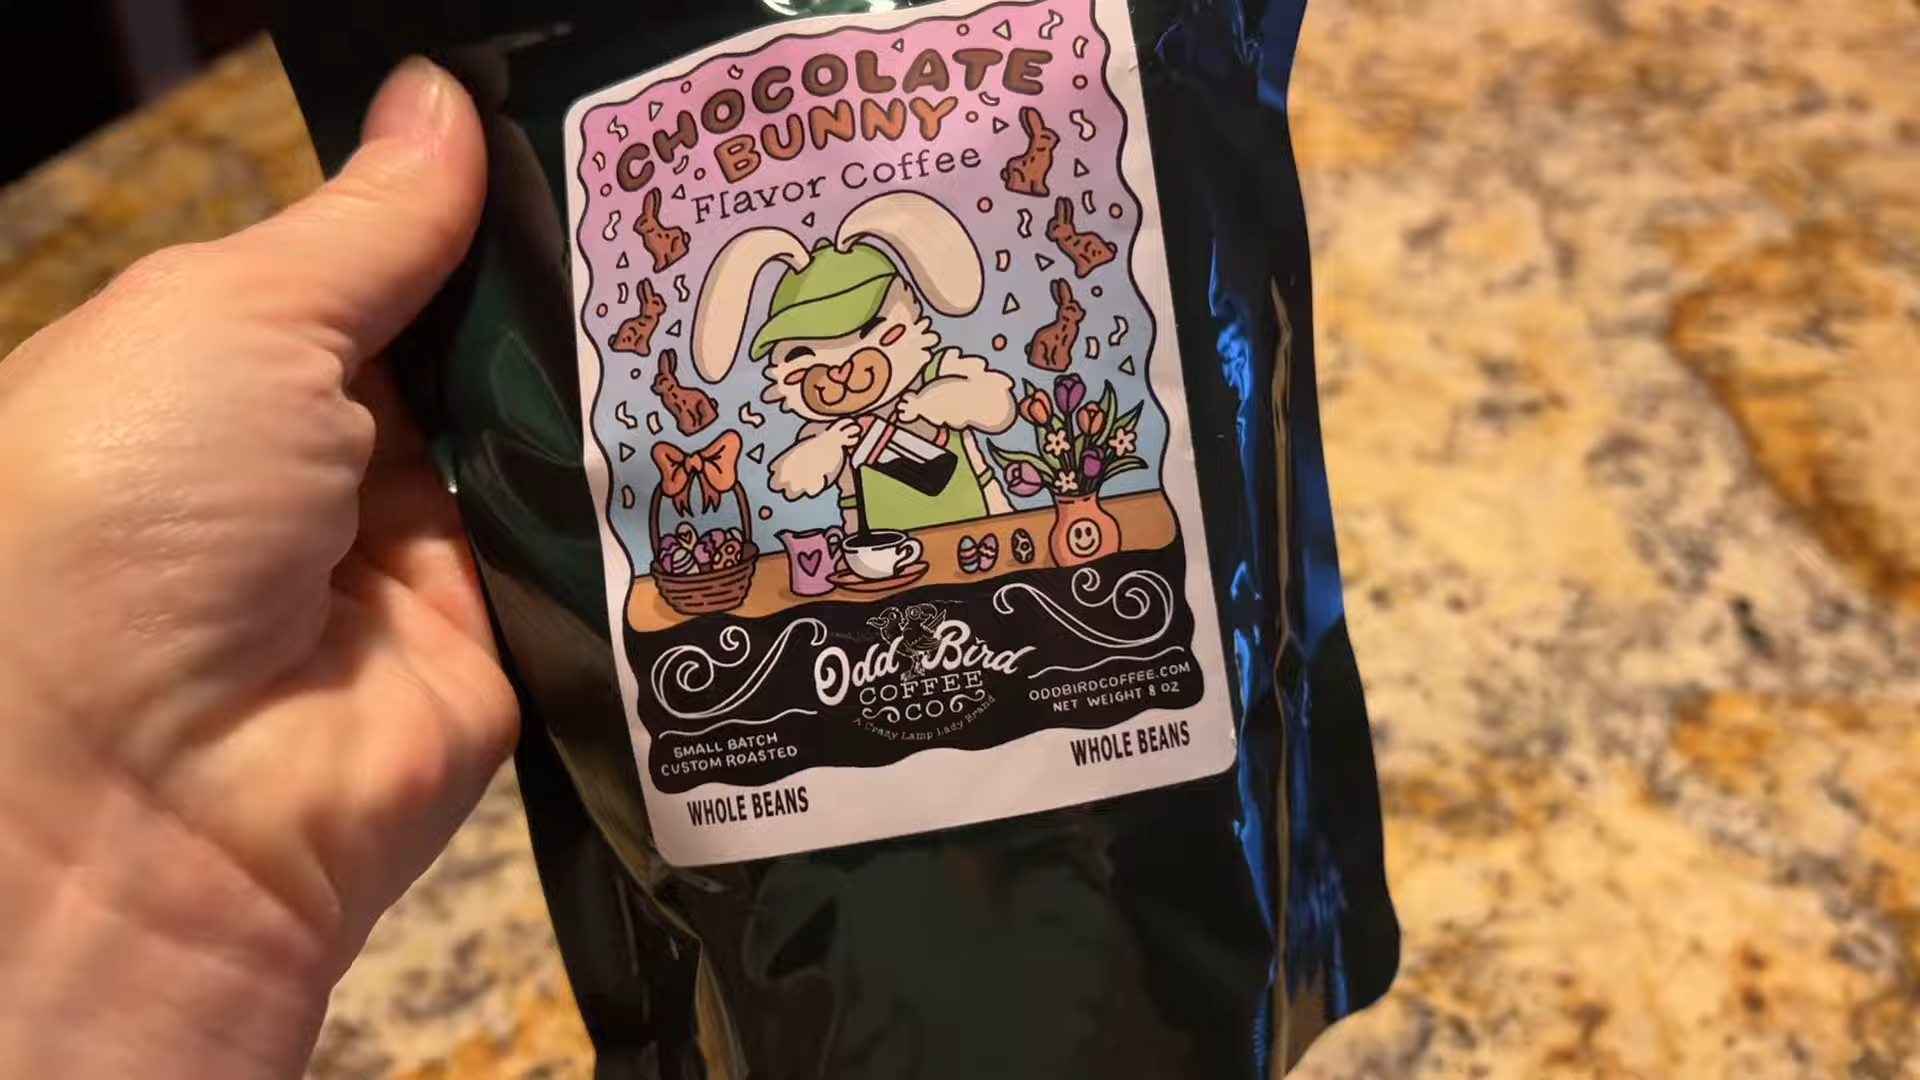 CHOCOLATE
BUNNY
Flavor Coffee
Odd Bird
COFFEE
CO
A Crazy Lamp Lady Brand
ODDBIRDCOFFEE.COM
NET WEIGHT 8 OZ
SMALL BATCH
CUSTOM ROASTED
WHOLE BEANS
WHOLE BEANS